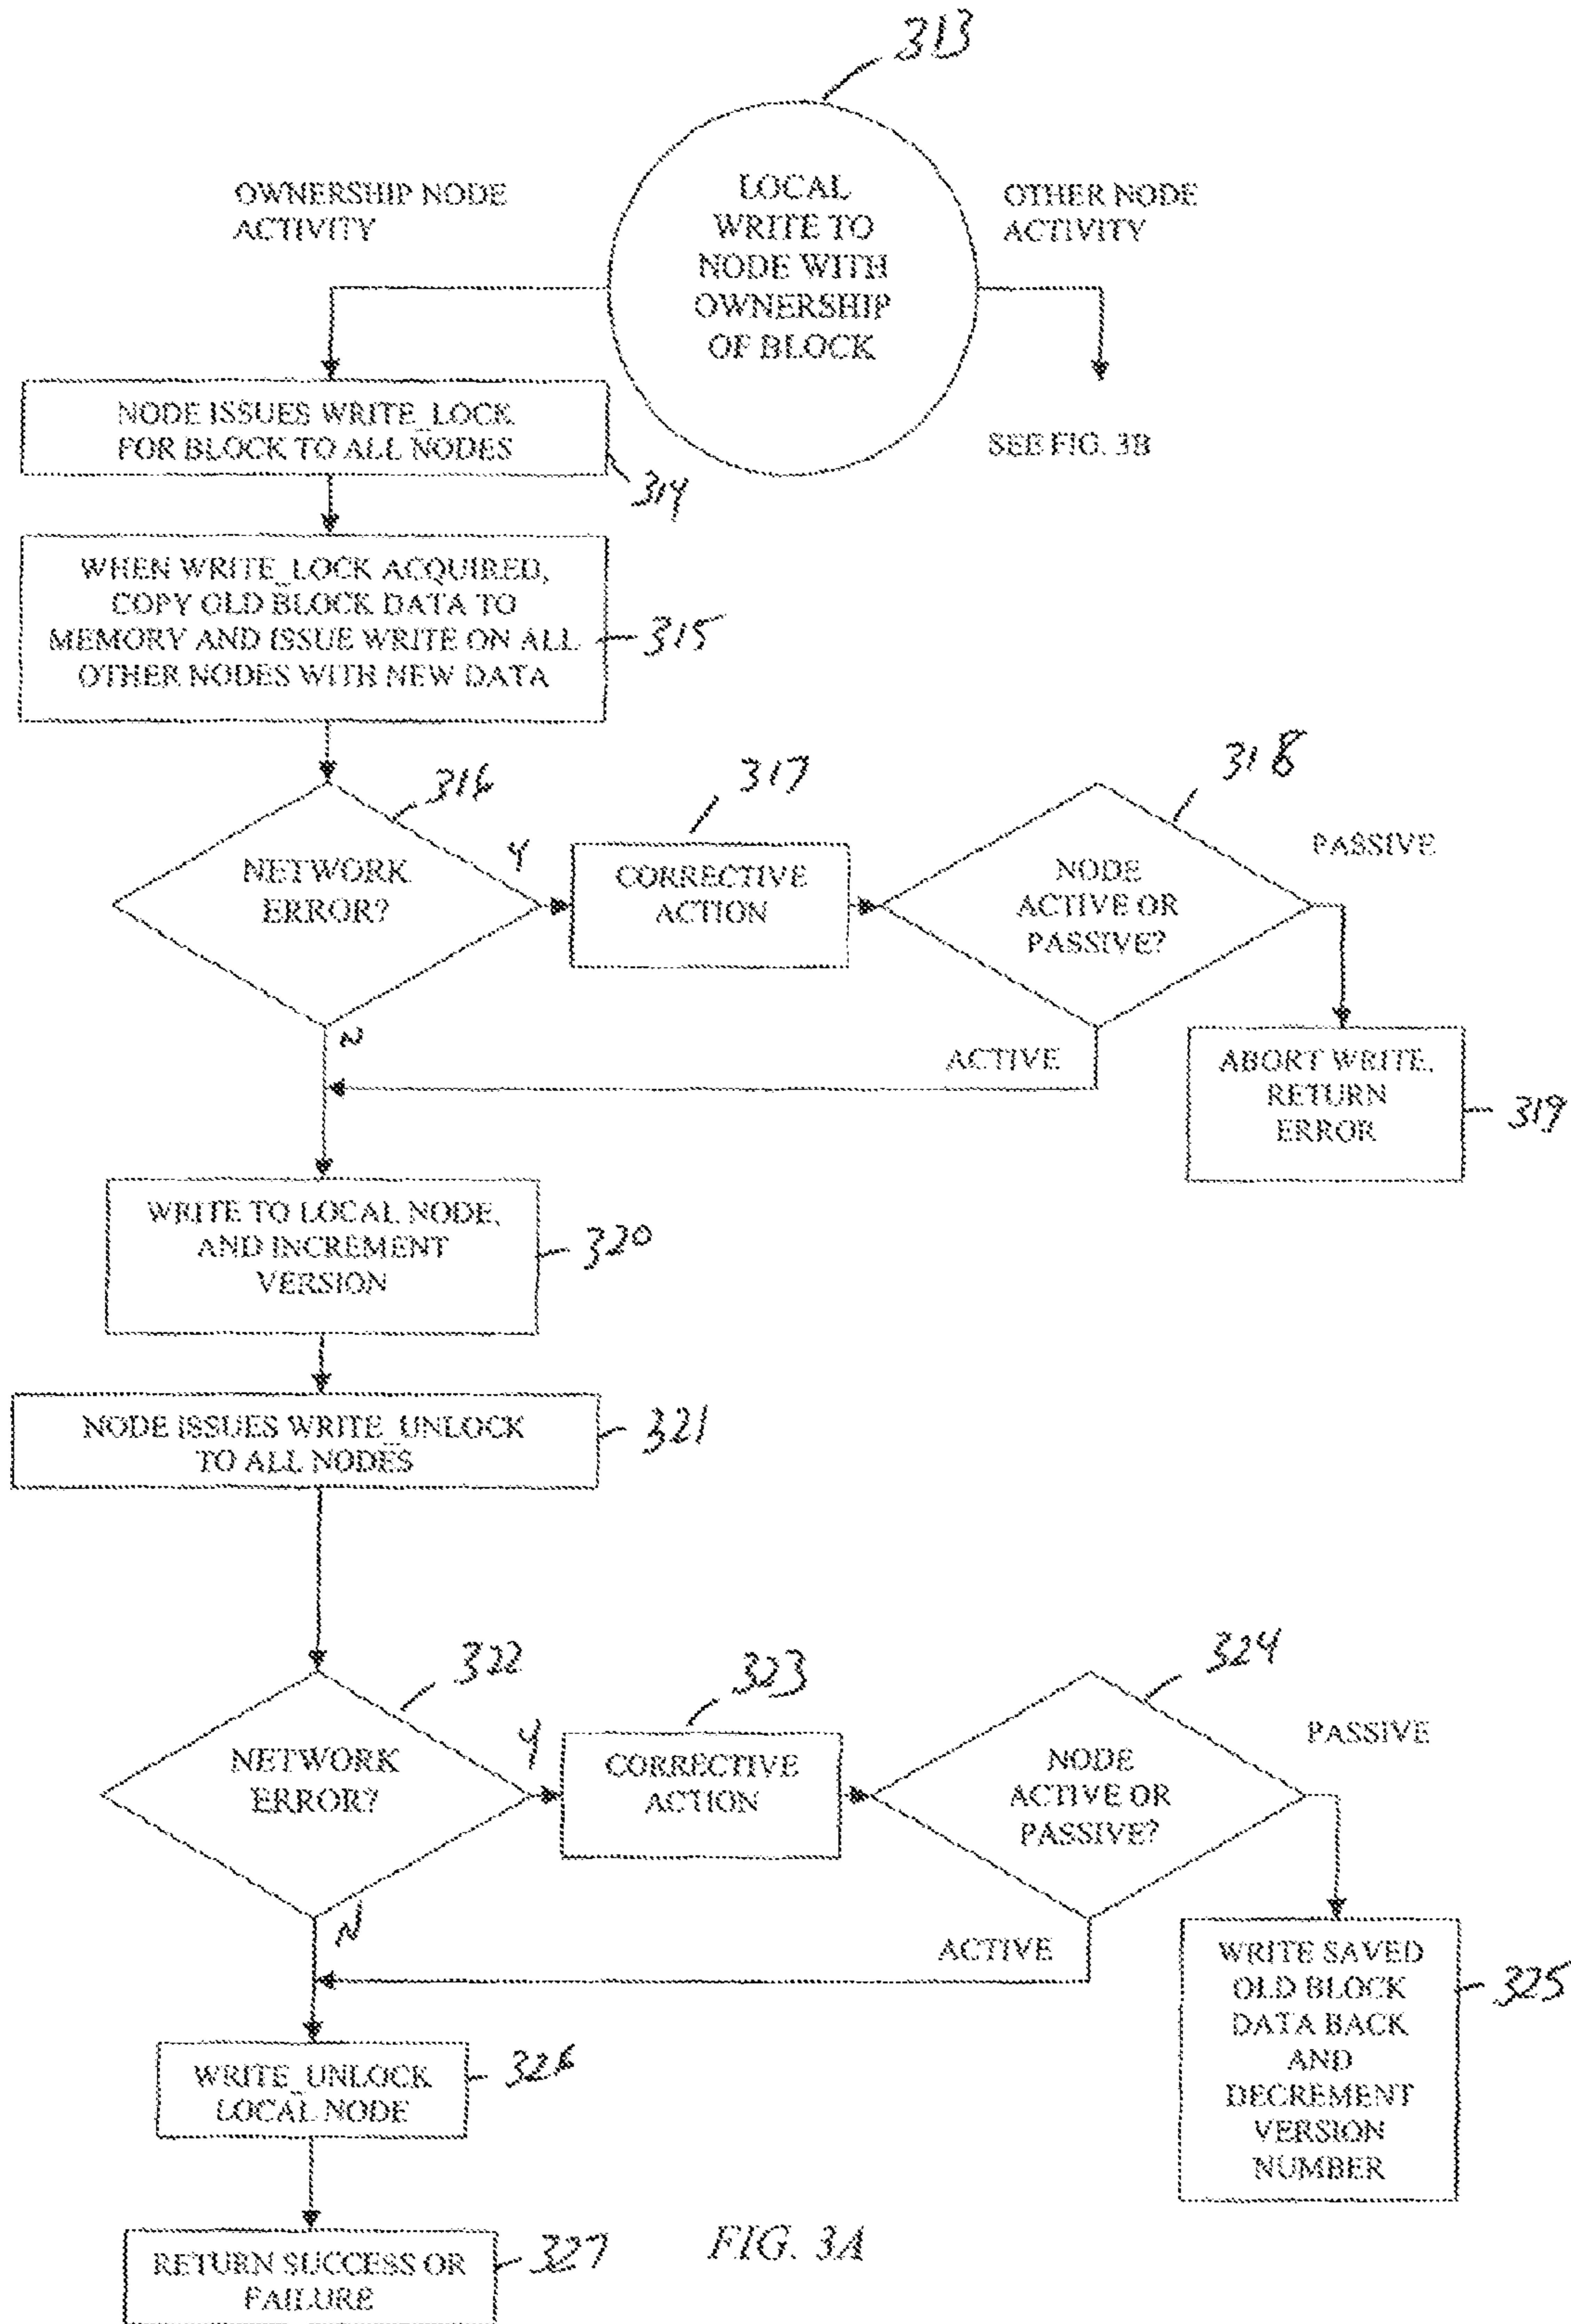 313
OWNERSHIP NODE
ACTIVITY
LOCAL
WRITE TO
NODE WITH
OWNERSHIP
OF BLOCK
OTHER NODE
ACTIVITY
NODE ISSUES WRITE_LOCK
FOR BLOCK TO ALL NODES
314
SEE FIG. 3B
WHEN WRITE_LOCK ACQUIRED,
COPY OLD BLOCK DATA TO
MEMORY AND ISSUE WRITE ON ALL
OTHER NODES WITH NEW DATA
315
316
NETWORK
ERROR?
Y
N
317
CORRECTIVE
ACTION
318
NODE
ACTIVE OR
PASSIVE?
PASSIVE
ACTIVE
ABORT WRITE,
RETURN
ERROR
319
WRITE TO LOCAL NODE,
AND INCREMENT
VERSION
320
NODE ISSUES WRITE_UNLOCK
TO ALL NODES
321
322
NETWORK
ERROR?
Y
N
323
CORRECTIVE
ACTION
324
NODE
ACTIVE OR
PASSIVE?
PASSIVE
ACTIVE
WRITE SAVED
OLD BLOCK
DATA BACK
AND
DECREMENT
VERSION
NUMBER
325
WRITE_UNLOCK
LOCAL NODE
326
RETURN SUCCESS OR
FAILURE
327
FIG. 3A